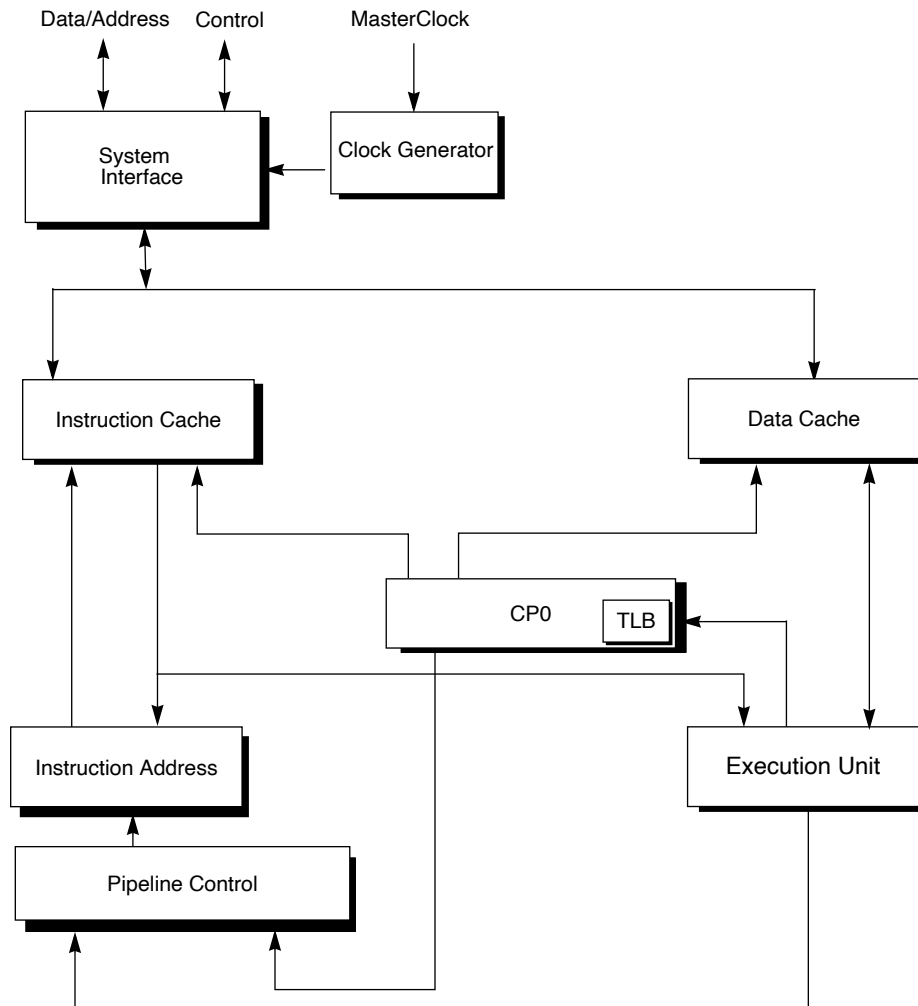 Data/Address
Control
MasterClock
System
Interface
Clock Generator
Instruction Cache
Data Cache
CP0
TLB
Instruction Address
Execution Unit
Pipeline Control